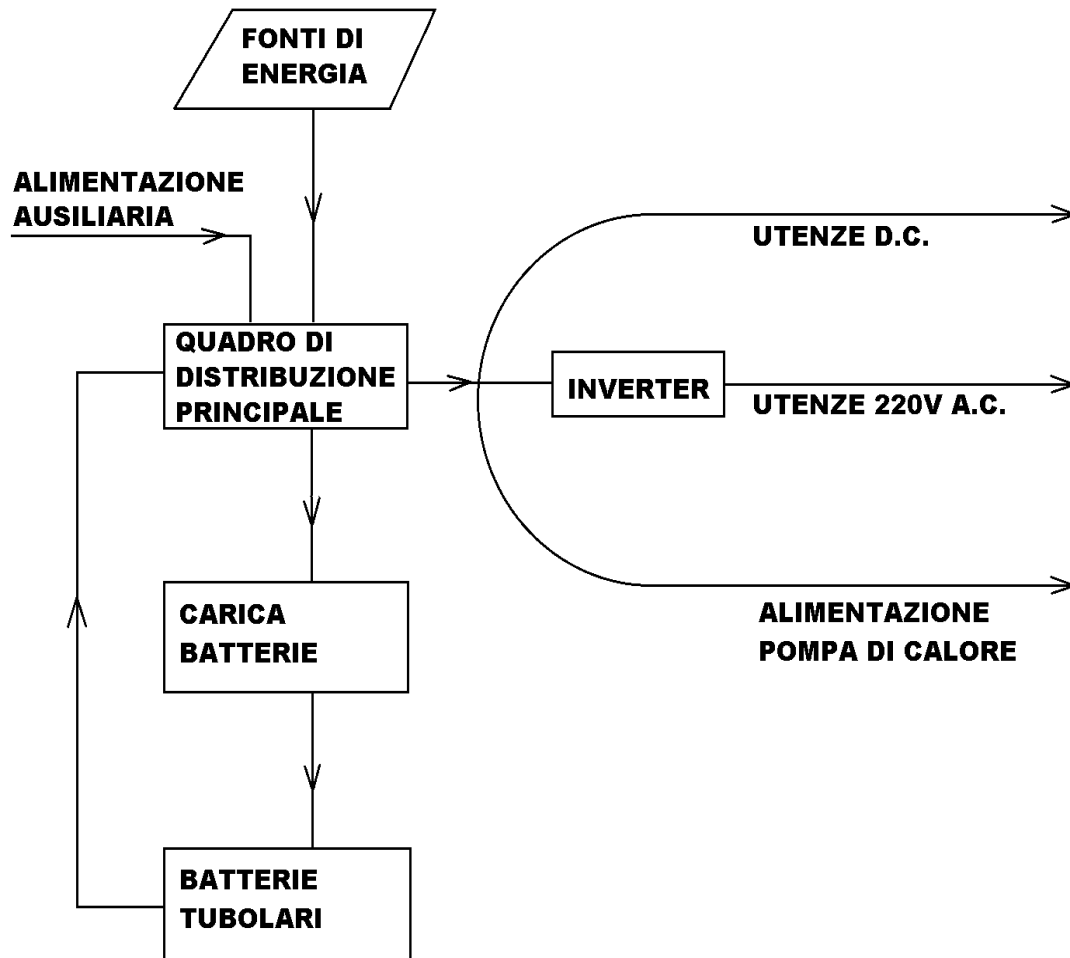 FONTI DI
ENERGIA
ALIMENTAZIONE
AUSILIARIA
UTENZE D.C.
QUADRO DI
DISTRIBUZIONE
PRINCIPALE
INVERTER
UTENZE 220V A.C.
CARICA
BATTERIE
ALIMENTAZIONE
POMPA DI CALORE
BATTERIE
TUBOLARI